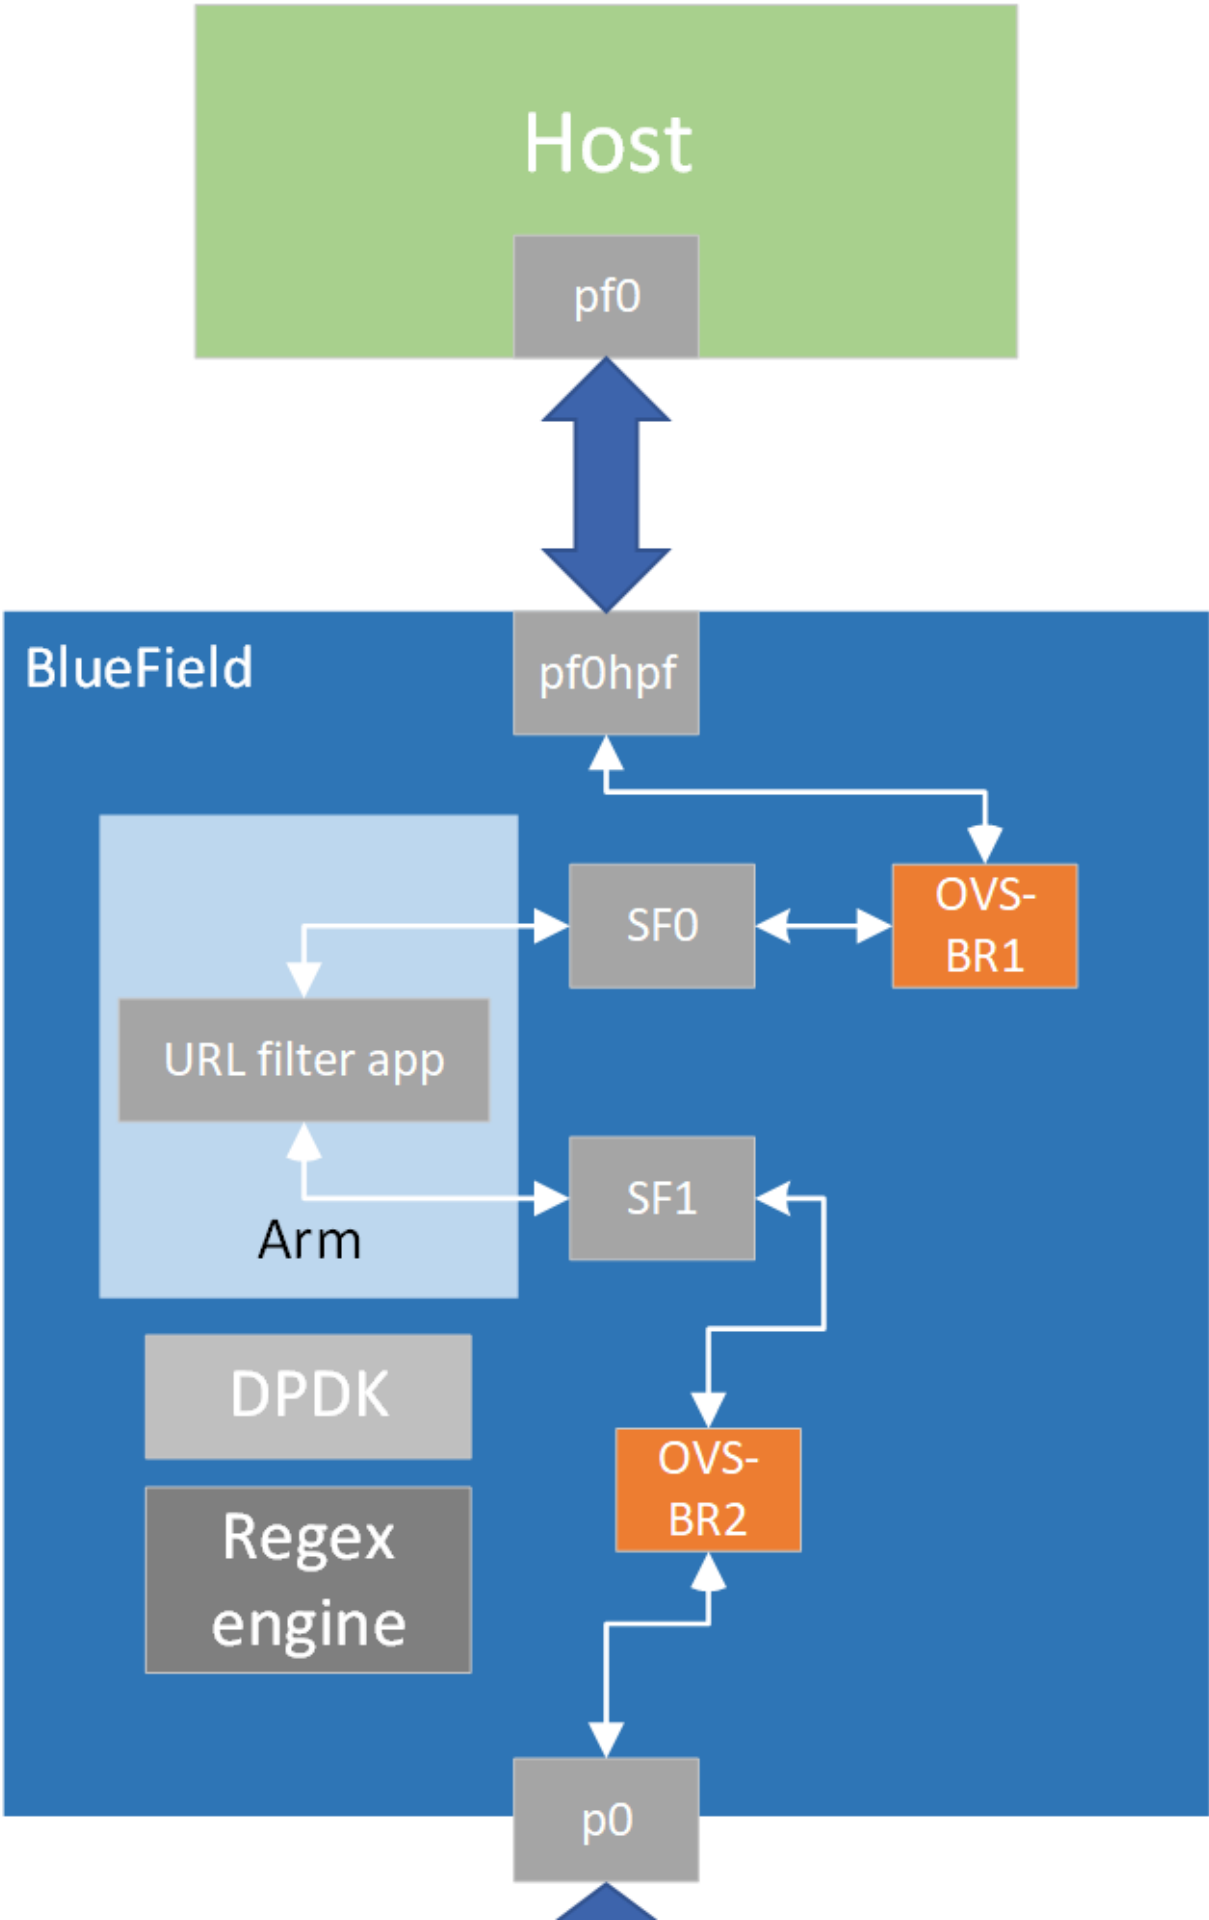 Host
pf0
BlueField
pf0hpf
SF0
OVS-
BR1
URL filter app
SF1
Arm
DPDK
OVS-
BR2
Regex
engine
p0